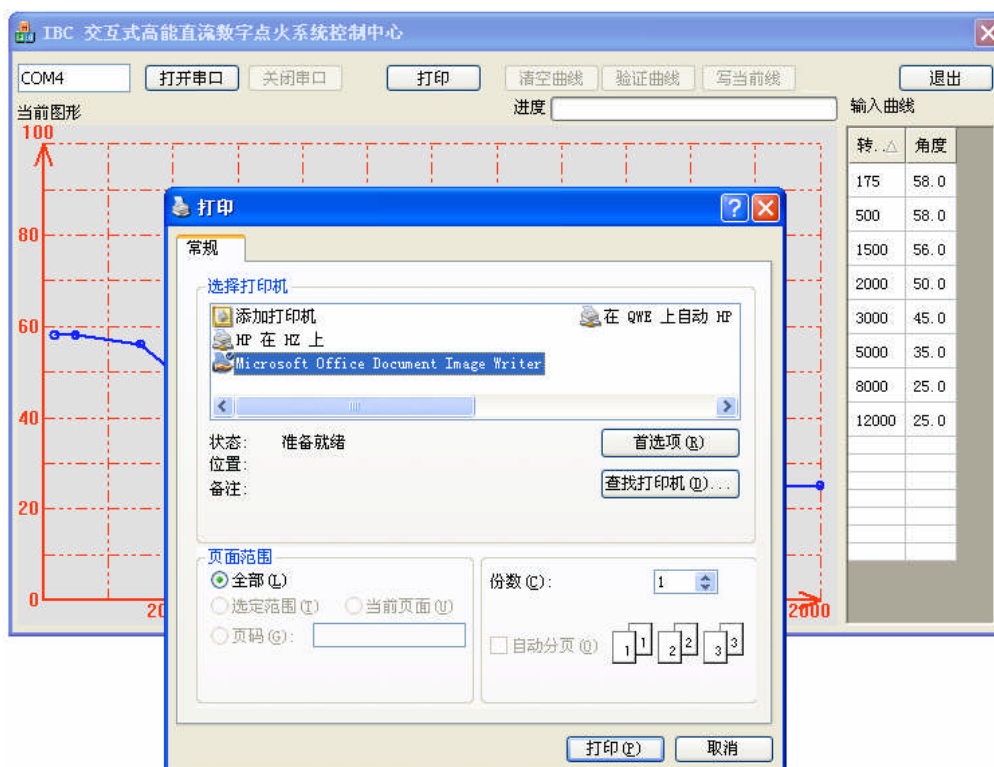 IBC 交互式高能直流数字点火系统控制中心
COM4 打开串口 关闭串口 打印 清空曲线 验证曲线 写当前线 退出
当前图形 进度 输入曲线
100
80
60
40
20
0
20
2000
转.. 角度
175 58.0
500 58.0
1500 56.0
2000 50.0
3000 45.0
5000 35.0
8000 25.0
12000 25.0
打印
常规
选择打印机
添加打印机 在 QWE 上自动 HP
HP 在 HZ 上
Microsoft Office Document Image Writer
状态: 准备就绪 首选项(R)
位置:
备注: 查找打印机(D)...
页面范围
全部(L) 份数(C): 1
选定范围(T) 当前页面(U)
页码(G): 自动分页(O) 1 1 2 2 3 3
打印(P) 取消